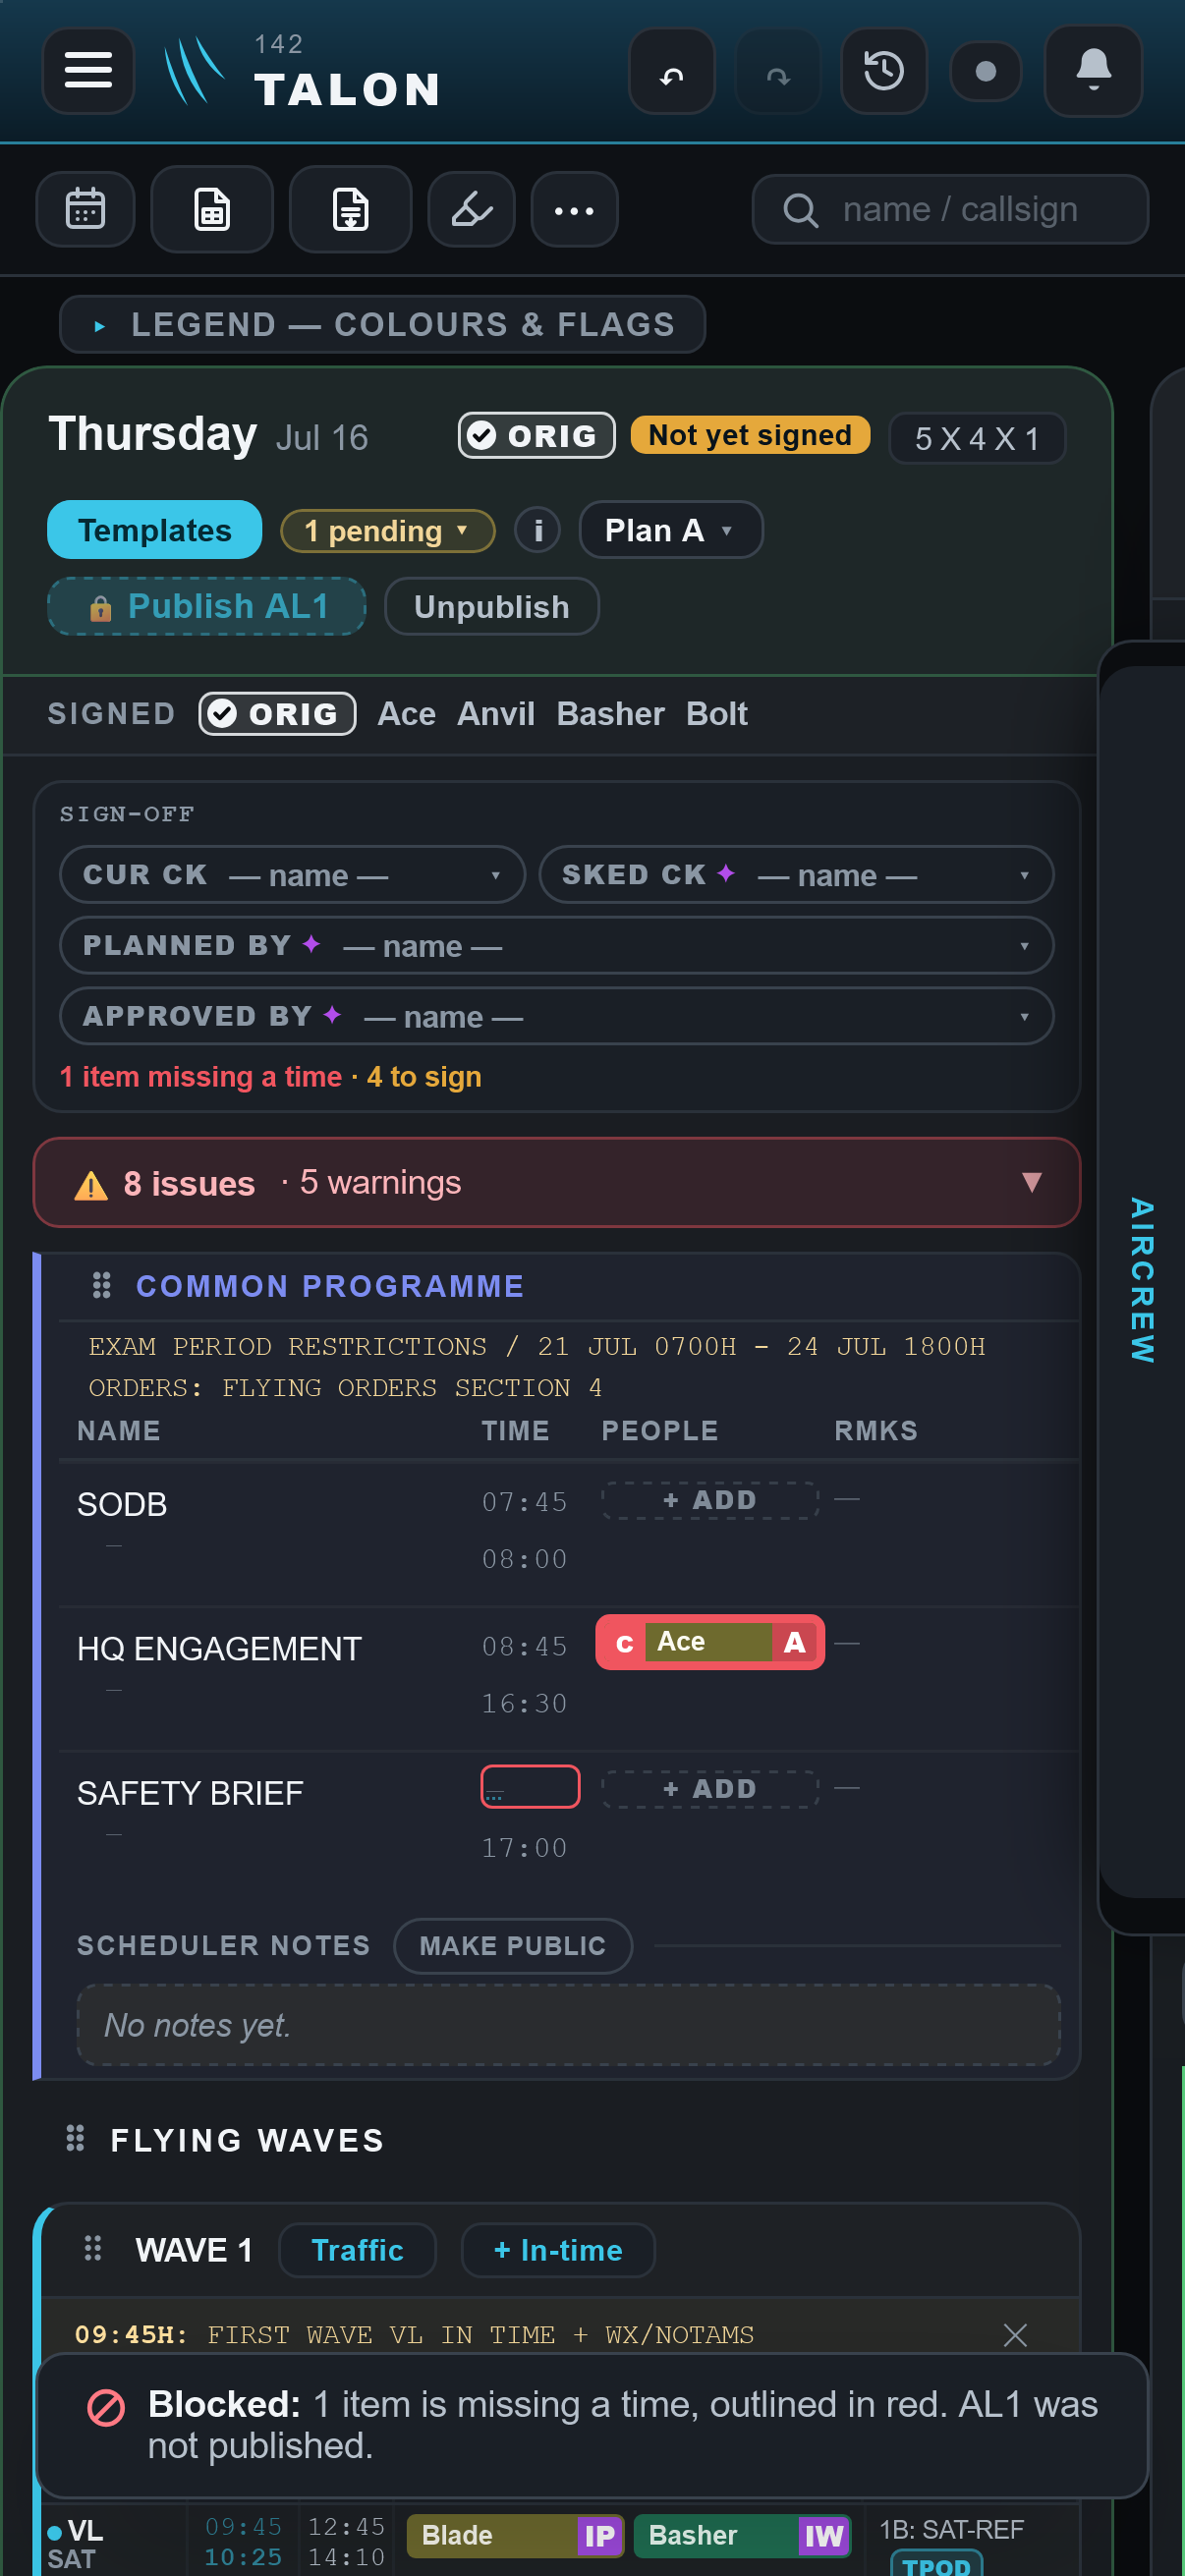 142
TALON
name / callsign
LEGEND — COLOURS & FLAGS
Thursday Jul 16 ORIG Not yet signed 5 X 4 X 1
Templates 1 pending i Plan A
Publish AL1 Unpublish
SIGNED ORIG Ace Anvil Basher Bolt
SIGN-OFF
CUR CK — name — SKED CK — name —
PLANNED BY — name —
APPROVED BY — name —
1 item missing a time · 4 to sign
8 issues · 5 warnings
AIRCREW
COMMON PROGRAMME
EXAM PERIOD RESTRICTIONS / 21 JUL 0700H - 24 JUL 1800H
ORDERS: FLYING ORDERS SECTION 4
NAME TIME PEOPLE RMKS
SODB 07:45 + ADD —
— 08:00
HQ ENGAGEMENT 08:45 C Ace A —
— 16:30
SAFETY BRIEF — + ADD —
— 17:00
SCHEDULER NOTES MAKE PUBLIC
No notes yet.
FLYING WAVES
WAVE 1 Traffic + In-time
09:45H: FIRST WAVE VL IN TIME + WX/NOTAMS
Blocked: 1 item is missing a time, outlined in red. AL1 was
not published.
VL 09:45 12:45 Blade IP Basher IW 1B: SAT-REF
SAT 10:25 14:10 TPOD